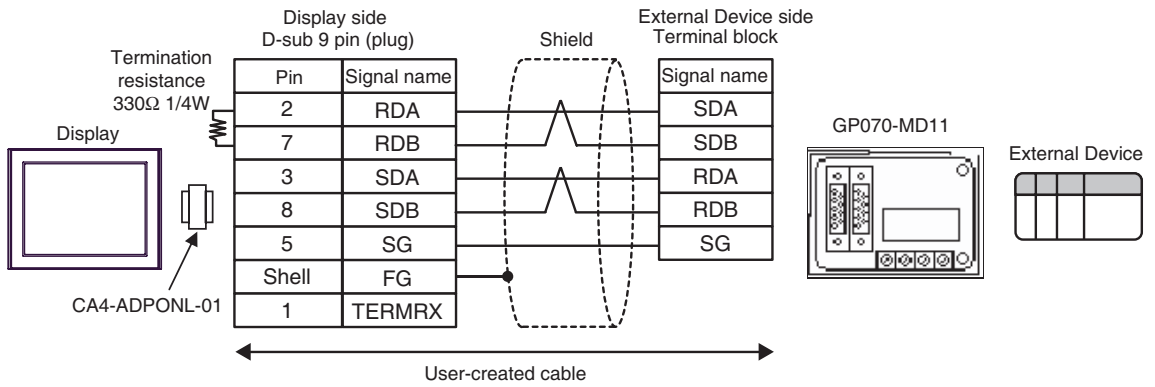 Display side
D-sub 9 pin (plug)
Shield
External Device side
Terminal block
Termination
resistance
330Ω 1/4W
Pin Signal name
Signal name
2 RDA
SDA
7 RDB
SDB
3 SDA
RDA
8 SDB
RDB
5 SG
SG
Shell FG
1 TERMRX
Display
CA4-ADPONL-01
GP070-MD11
External Device
User-created cable